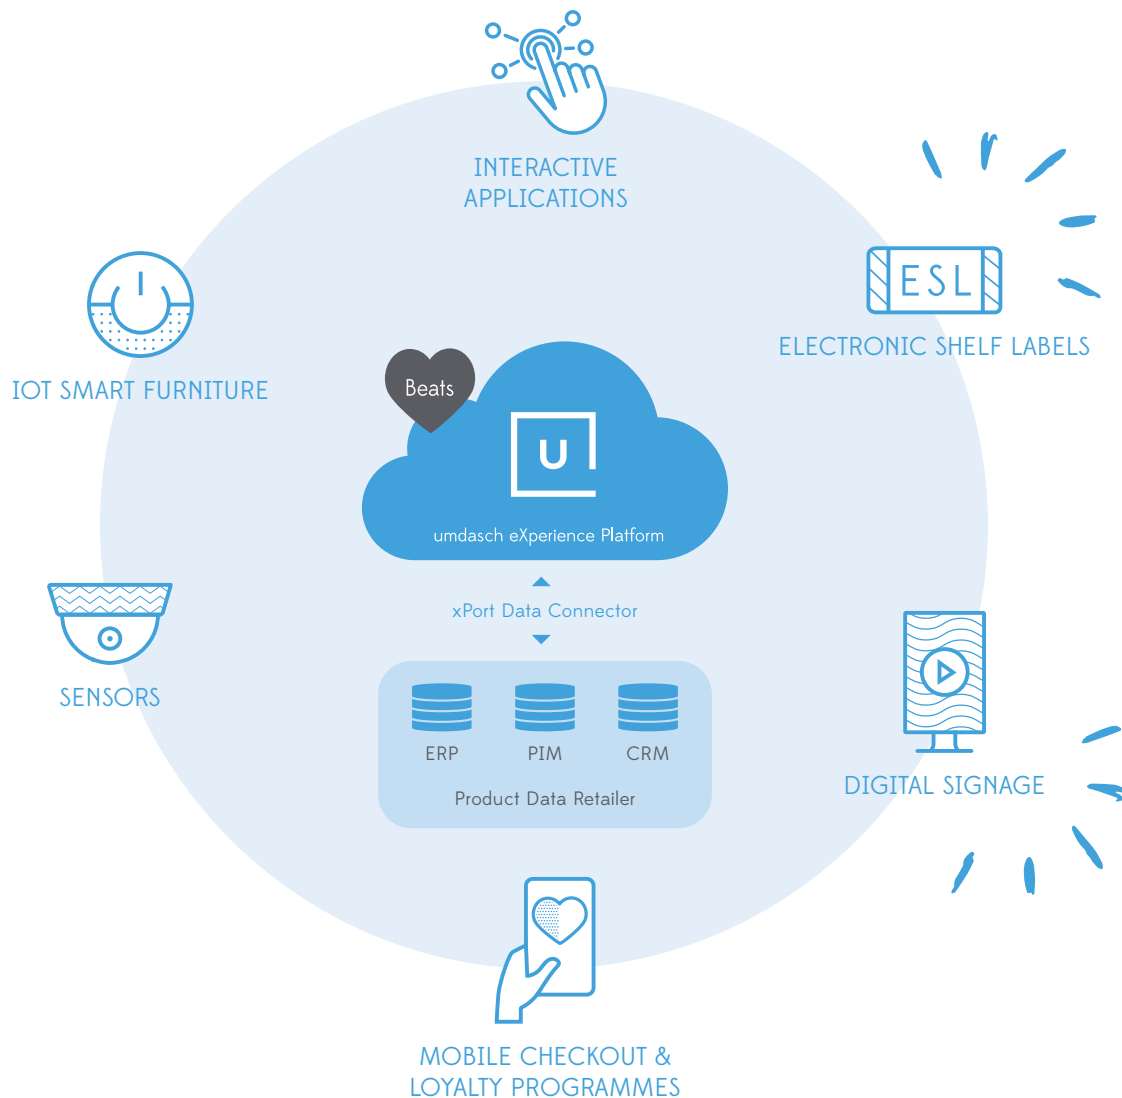 INTERACTIVE
APPLICATIONS
ESL
ELECTRONIC SHELF LABELS
IOT SMART FURNITURE
Beats
U
umdasch eXperience Platform
xPort Data Connector
SENSORS
ERP
PIM
CRM
Product Data Retailer
DIGITAL SIGNAGE
MOBILE CHECKOUT &
LOYALTY PROGRAMMES